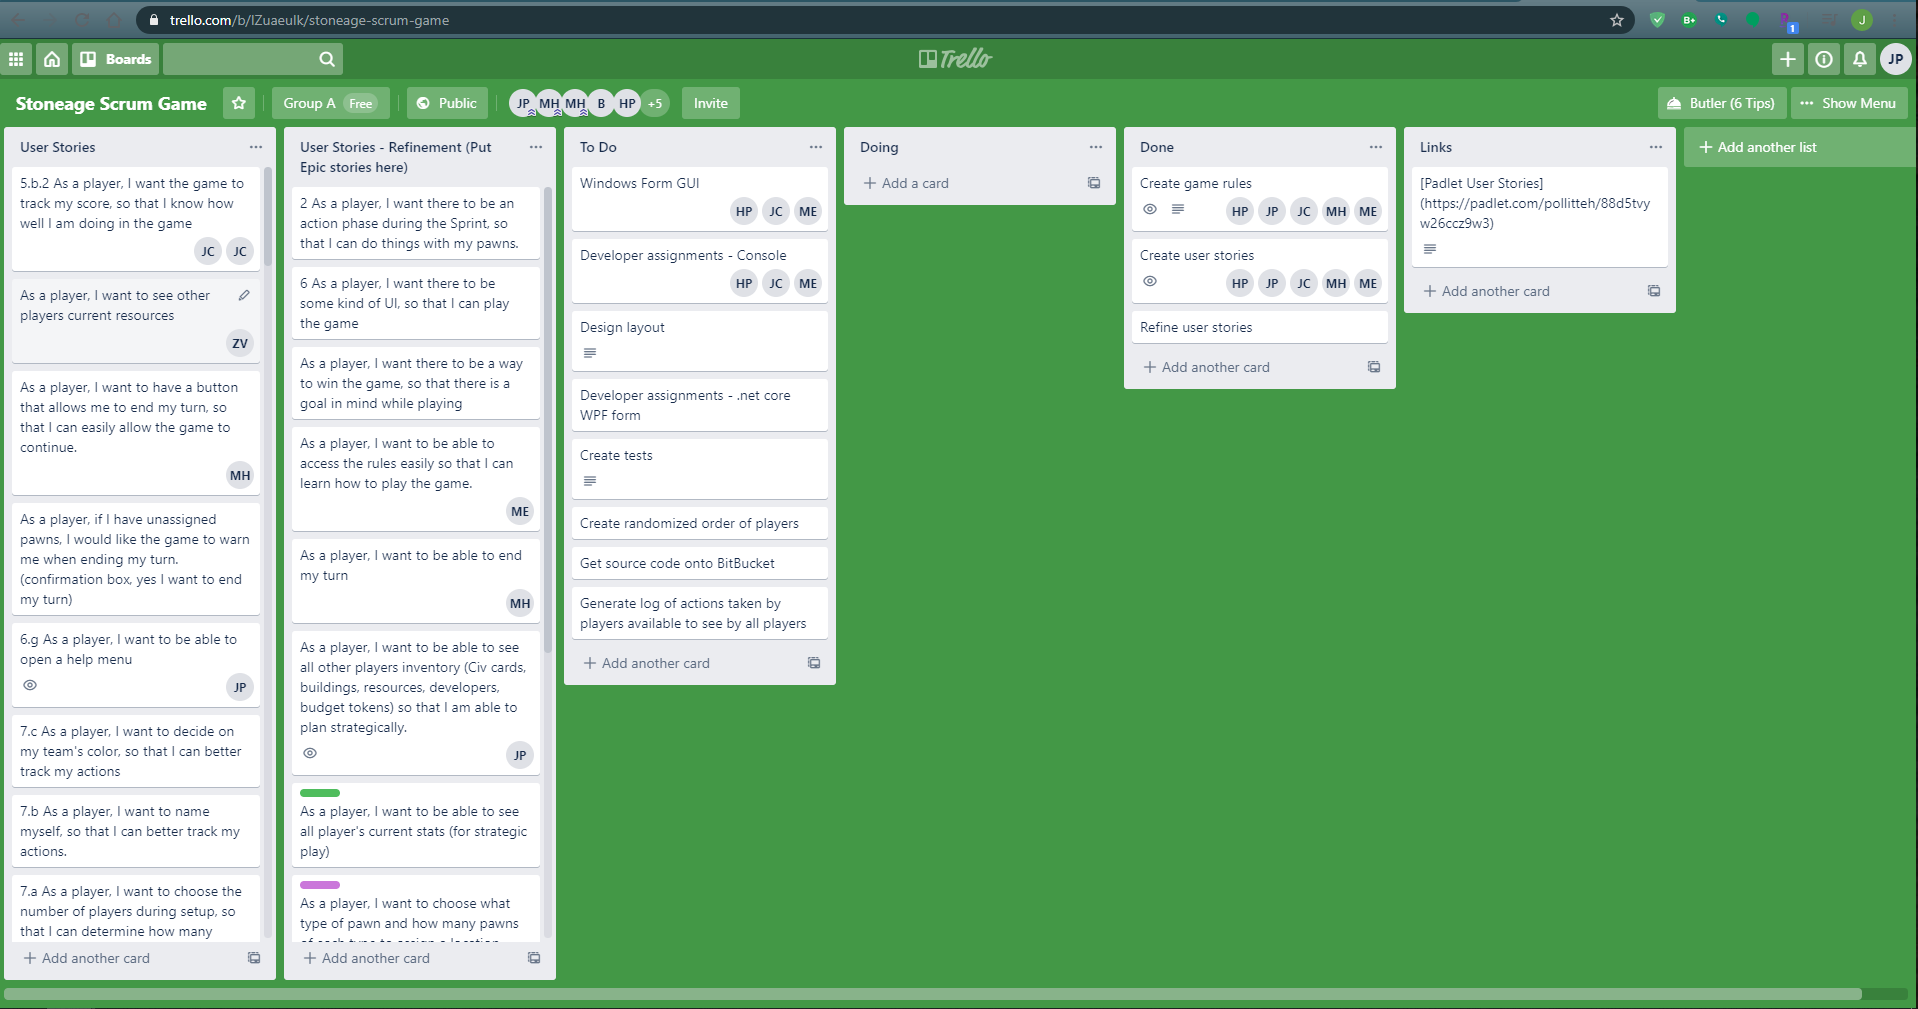 trello.com/b/IZuaeulk/stoneage-scrum-game
J
1
Boards
Trello
JP
Stoneage Scrum Game
Group A Free
Public
JP MH MH B HP +5
Invite
Butler (6 Tips)
Show Menu
User Stories
5.b.2 As a player, I want the game to
track my score, so that I know how
well I am doing in the game
JC JC
As a player, I want to see other
players current resources
ZV
As a player, I want to have a button
that allows me to end my turn, so
that I can easily allow the game to
continue.
MH
As a player, if I have unassigned
pawns, I would like the game to warn
me when ending my turn.
(confirmation box, yes I want to end
my turn)
6.g As a player, I want to be able to
open a help menu
JP
7.c As a player, I want to decide on
my team's color, so that I can better
track my actions
7.b As a player, I want to name
myself, so that I can better track my
actions.
7.a As a player, I want to choose the
number of players during setup, so
that I can determine how many
Add another card
User Stories - Refinement (Put
Epic stories here)
2 As a player, I want there to be an
action phase during the Sprint, so
that I can do things with my pawns.
6 As a player, I want there to be
some kind of UI, so that I can play
the game
As a player, I want there to be a way
to win the game, so that there is a
goal in mind while playing
As a player, I want to be able to
access the rules easily so that I can
learn how to play the game.
ME
As a player, I want to be able to end
my turn
MH
As a player, I want to be able to see
all other players inventory (Civ cards,
buildings, resources, developers,
budget tokens) so that I am able to
plan strategically.
JP
As a player, I want to be able to see
all player's current stats (for strategic
play)
As a player, I want to choose what
type of pawn and how many pawns
of each type to assign a location
Add another card
To Do
Windows Form GUI
HP JC ME
Developer assignments - Console
HP JC ME
Design layout
Developer assignments - .net core
WPF form
Create tests
Create randomized order of players
Get source code onto BitBucket
Generate log of actions taken by
players available to see by all players
Add another card
Doing
Add a card
Done
Create game rules
HP JP JC MH ME
Create user stories
HP JP JC MH ME
Refine user stories
Add another card
Links
[Padlet User Stories]
(https://padlet.com/pollitteh/88d5tvy
w26ccz9w3)
Add another card
Add another list